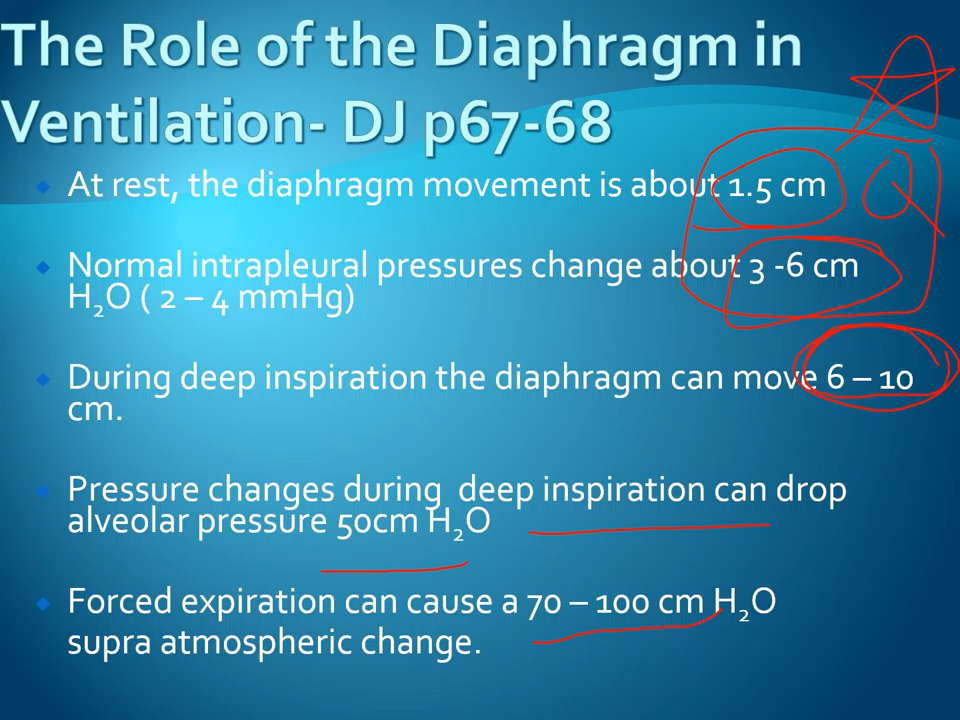 The Role of the Diaphragm in
Ventilation- DJ p67-68
At rest, the diaphragm movement is about 1.5 cm
Normal intrapleural pressures change about 3 -6 cm
H₂O ( 2 – 4 mmHg)
During deep inspiration the diaphragm can move 6 – 10
cm.
Pressure changes during  deep inspiration can drop
alveolar pressure 50cm H₂O
Forced expiration can cause a 70 – 100 cm H₂O
supra atmospheric change.